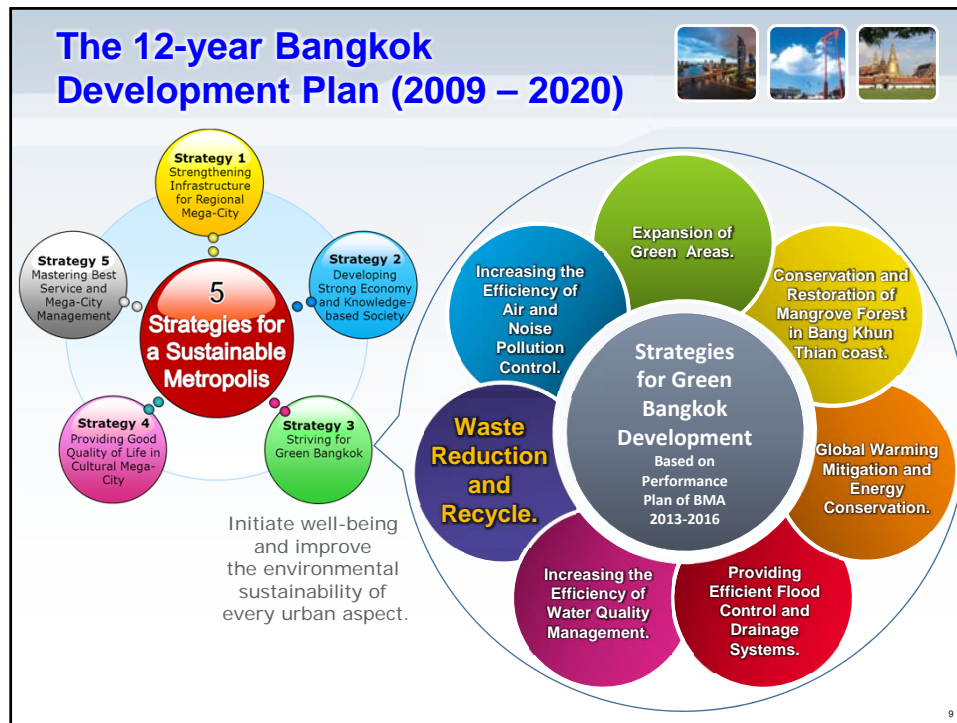 The 12-year Bangkok
Development Plan (2009 – 2020)
Strategy 1
Strengthening
Infrastructure
for Regional
Mega-City
Strategy 2
Developing
Strong Economy
and Knowledge-
based Society
Strategy 3
Striving for
Green Bangkok
Strategy 4
Providing Good
Quality of Life in
Cultural Mega-
City
Strategy 5
Mastering Best
Service and
Mega-City
Management
5
Strategies for
a Sustainable
Metropolis
Initiate well-being
and improve
the environmental
sustainability of
every urban aspect.
Strategies
for Green
Bangkok
Development
Based on
Performance
Plan of BMA
2013-2016
Expansion of
Green Areas.
Conservation and
Restoration of
Mangrove Forest
in Bang Khun
Thian coast.
Global Warming
Mitigation and
Energy
Conservation.
Providing
Efficient Flood
Control and
Drainage
Systems.
Increasing the
Efficiency of
Water Quality
Management.
Waste
Reduction
and
Recycle.
Increasing the
Efficiency of
Air and
Noise
Pollution
Control.
9